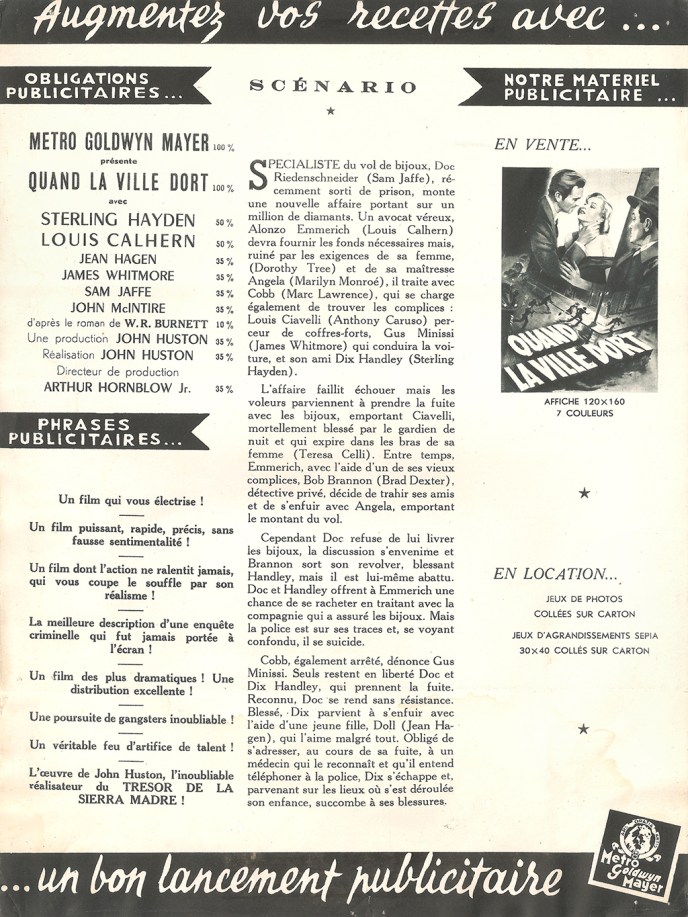 Augmentez vos recettes avec ...
OBLIGATIONS
PUBLICITAIRES...
METRO GOLDWYN MAYER 100 %
présente
QUAND LA VILLE DORT 100 %
avec
STERLING HAYDEN 50 %
LOUIS CALHERN 50 %
JEAN HAGEN 35 %
JAMES WHITMORE 35 %
SAM JAFFE 35 %
JOHN McINTIRE 35 %
d'après le roman de W.R. BURNETT 10 %
Une production JOHN HUSTON 35 %
Réalisation JOHN HUSTON 35 %
Directeur de production
ARTHUR HORNBLOW Jr. 35 %
PHRASES
PUBLICITAIRES...
Un film qui vous électrise !
Un film puissant, rapide, précis, sans
fausse sentimentalité !
Un film dont l'action ne ralentit jamais,
qui vous coupe le souffle par son
réalisme !
La meilleure description d'une enquête
criminelle qui fut jamais portée à
l'écran !
Un film des plus dramatiques ! Une
distribution excellente !
Une poursuite de gangsters inoubliable !
Un véritable feu d'artifice de talent !
L'œuvre de John Huston, l'inoubliable
réalisateur du TRESOR DE LA
SIERRA MADRE !
SCÉNARIO
SPECIALISTE du vol de bijoux, Doc
Riedenschneider (Sam Jaffe), ré-
cemment sorti de prison, monte
une nouvelle affaire portant sur un
million de diamants. Un avocat véreux,
Alonzo Emmerich (Louis Calhern)
devra fournir les fonds nécessaires mais,
ruiné par les exigences de sa femme,
(Dorothy Tree) et de sa maîtresse
Angela (Marilyn Monroé), il traite avec
Cobb (Marc Lawrence), qui se charge
également de trouver les complices :
Louis Ciavelli (Anthony Caruso) per-
ceur de coffres-forts, Gus Minissi
(James Whitmore) qui conduira la voi-
ture, et son ami Dix Handley (Sterling
Hayden).
L'affaire faillit échouer mais les
voleurs parviennent à prendre la fuite
avec les bijoux, emportant Ciavelli,
mortellement blessé par le gardien de
nuit et qui expire dans les bras de sa
femme (Teresa Celli). Entre temps,
Emmerich, avec l'aide d'un de ses vieux
complices, Bob Brannon (Brad Dexter),
détective privé, décide de trahir ses amis
et de s'enfuir avec Angela, emportant
le montant du vol.
Cependant Doc refuse de lui livrer
les bijoux, la discussion s'envenime et
Brannon sort son revolver, blessant
Handley, mais il est lui-même abattu.
Doc et Handley offrent à Emmerich une
chance de se racheter en traitant avec la
compagnie qui a assuré les bijoux. Mais
la police est sur ses traces et, se voyant
confondu, il se suicide.
Cobb, également arrêté, dénonce Gus
Minissi. Seuls restent en liberté Doc et
Dix Handley, qui prennent la fuite.
Reconnu, Doc se rend sans résistance.
Blessé, Dix parvient à s'enfuir avec
l'aide d'une jeune fille, Doll (Jean Ha-
gen), qui l'aime malgré tout. Obligé de
s'adresser, au cours de sa fuite, à un
médecin qui le reconnaît et qu'il entend
téléphoner à la police, Dix s'échappe et,
parvenant sur les lieux où s'est déroulée
son enfance, succombe à ses blessures.
NOTRE MATERIEL
PUBLICITAIRE ...
EN VENTE...
QUAND
LA VILLE DORT
AFFICHE 120×160
7 COULEURS
EN LOCATION...
JEUX DE PHOTOS
COLLÉES SUR CARTON
JEUX D'AGRANDISSEMENTS SEPIA
30×40 COLLÉS SUR CARTON
...un bon lancement publicitaire
Metro
Goldwyn
Mayer